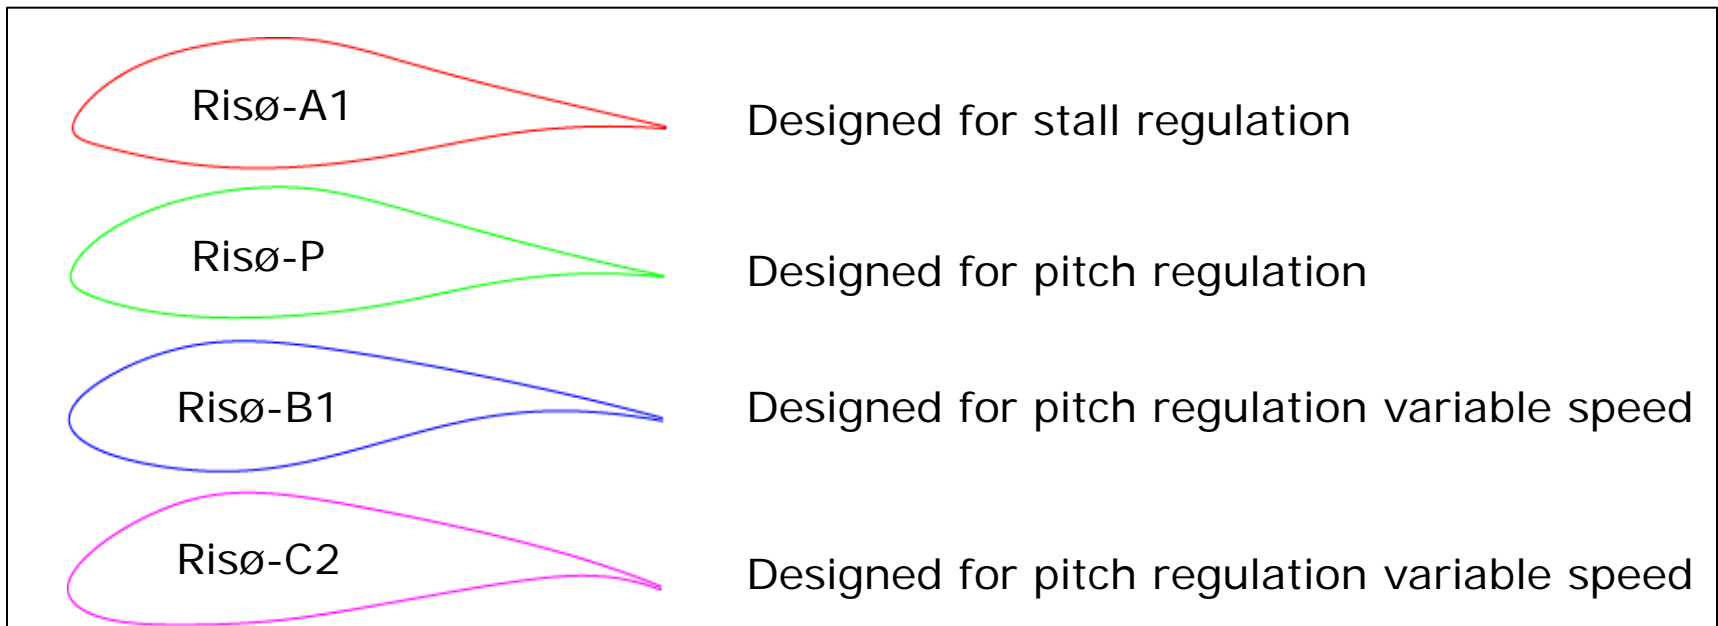 Risø-A1
Designed for stall regulation
Risø-P
Designed for pitch regulation
Risø-B1
Designed for pitch regulation variable speed
Risø-C2
Designed for pitch regulation variable speed